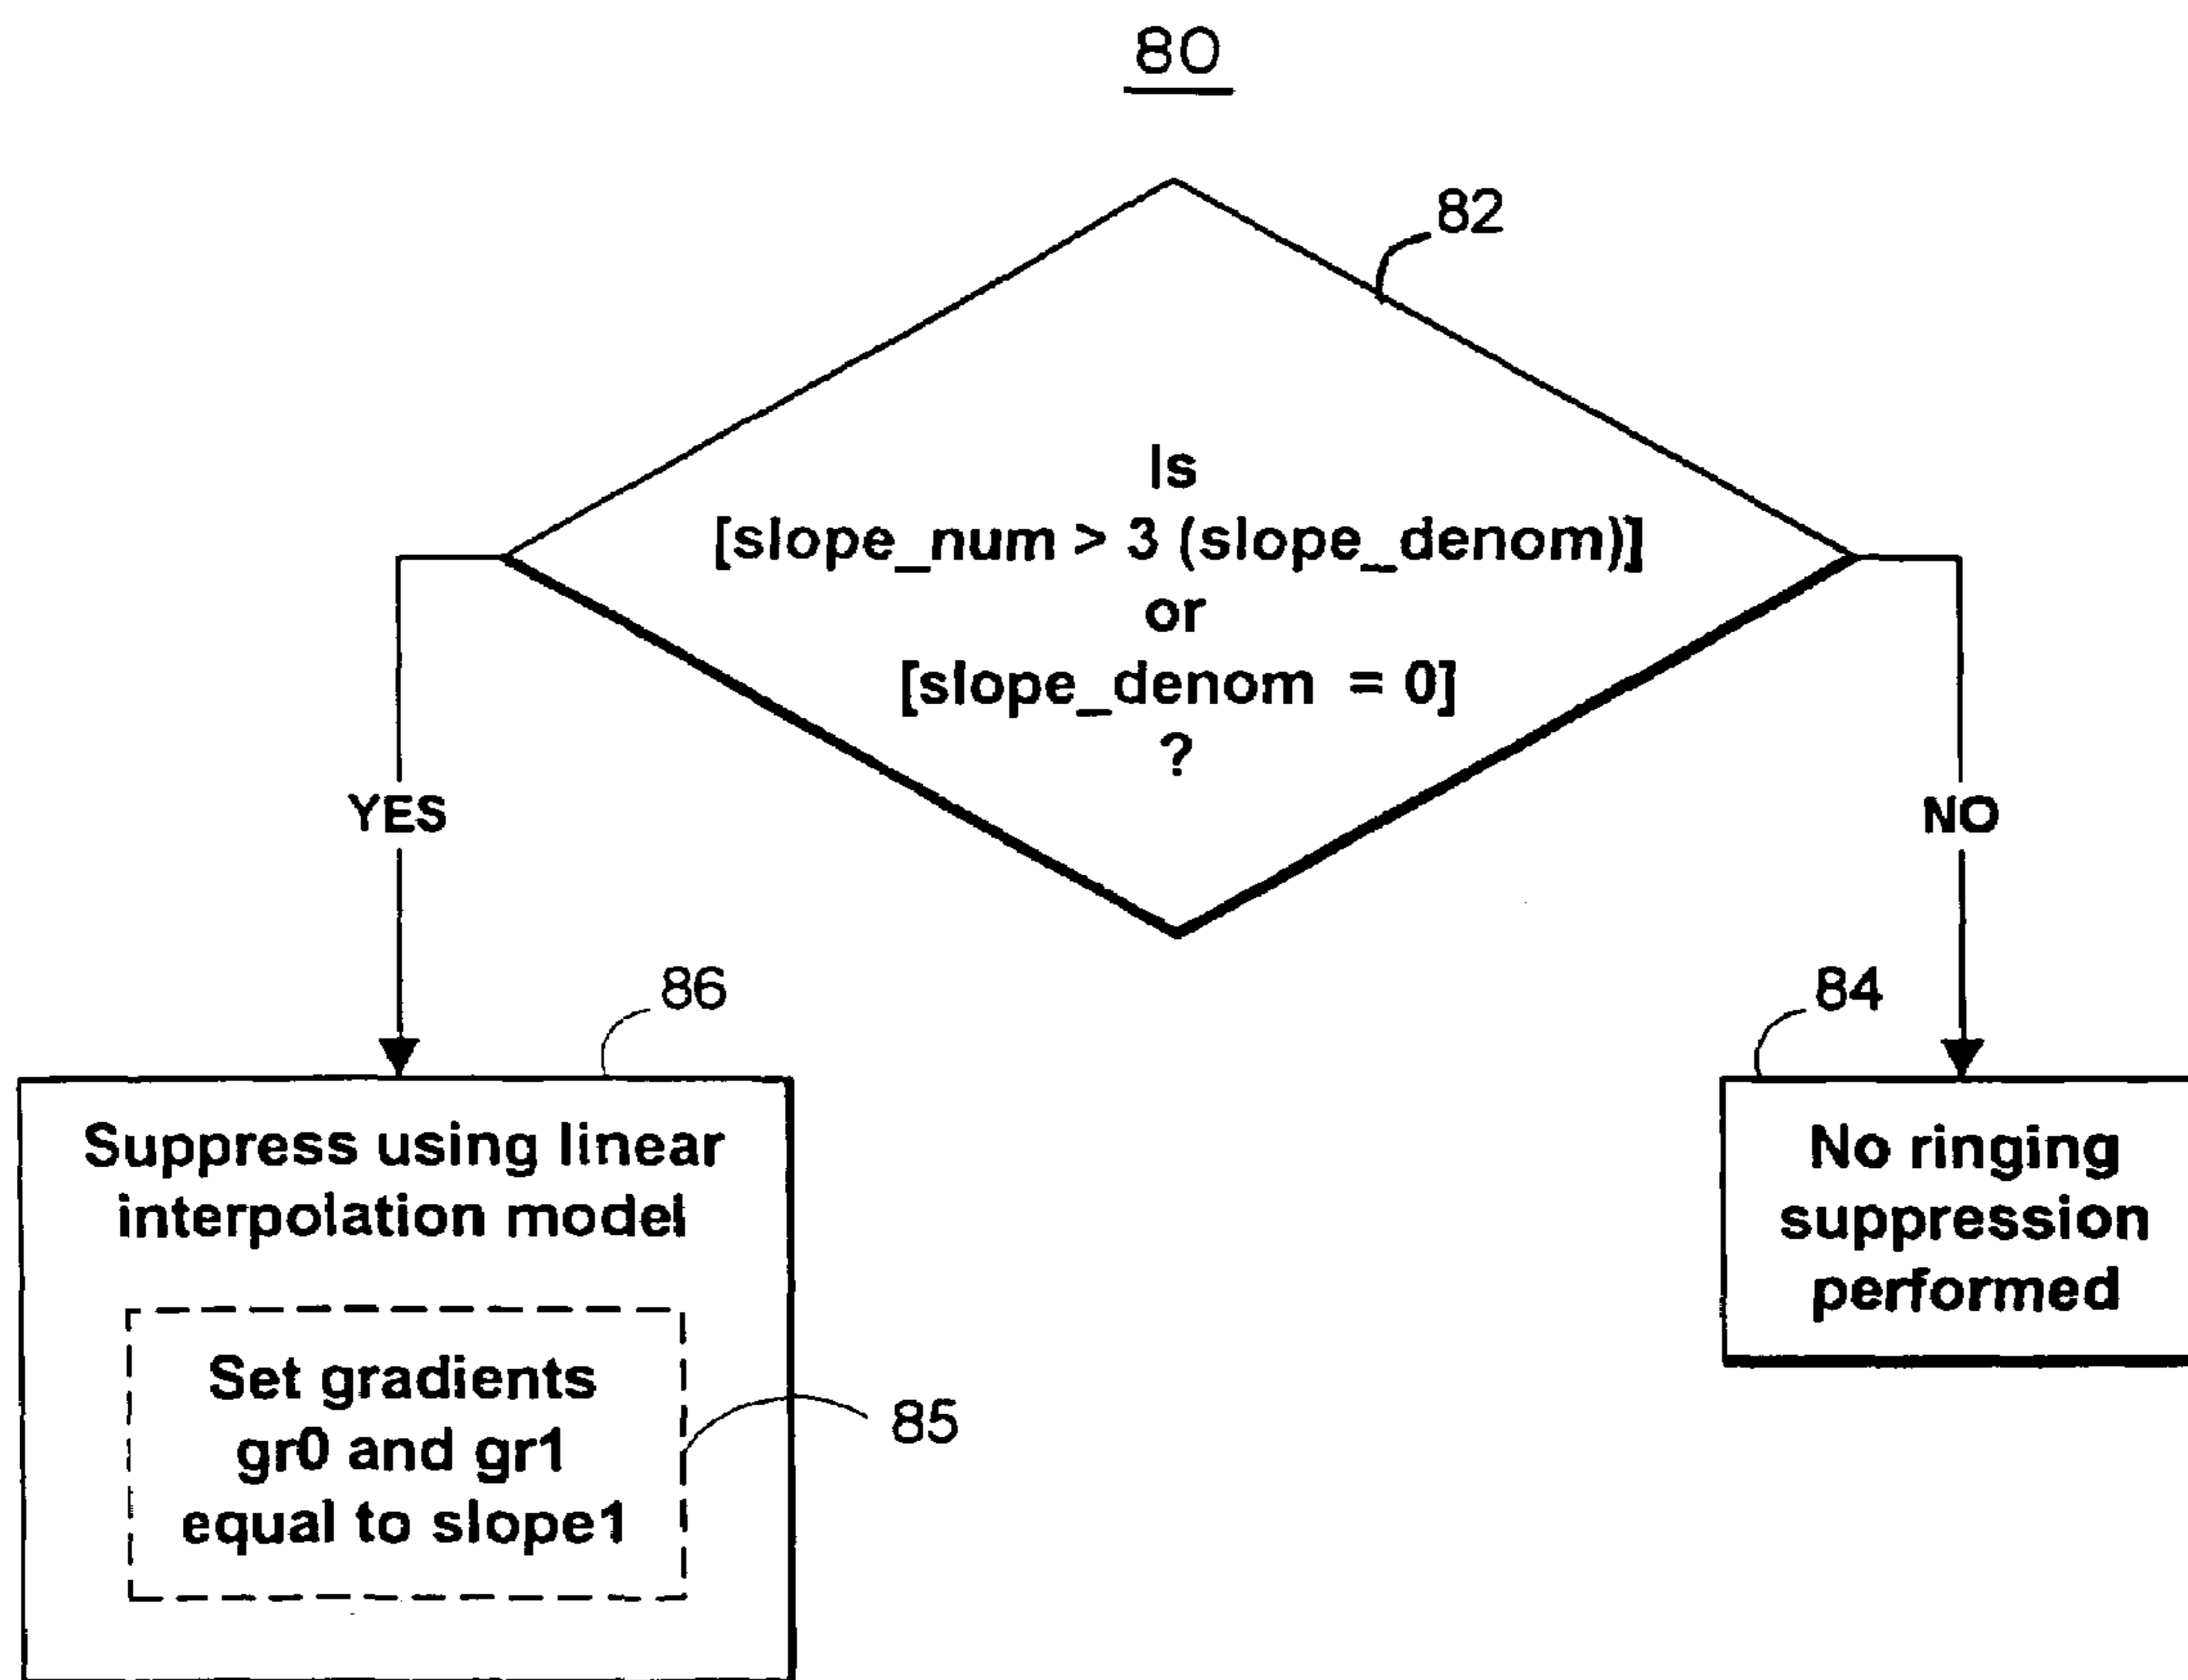 80
82
Is
[slope_num > 3 (slope_denom)]
or
[slope_denom = 0]
?
YES
NO
86
84
Suppress using linear
interpolation model
Set gradients
gr0 and gr1
equal to slope1
85
No ringing
suppression
performed